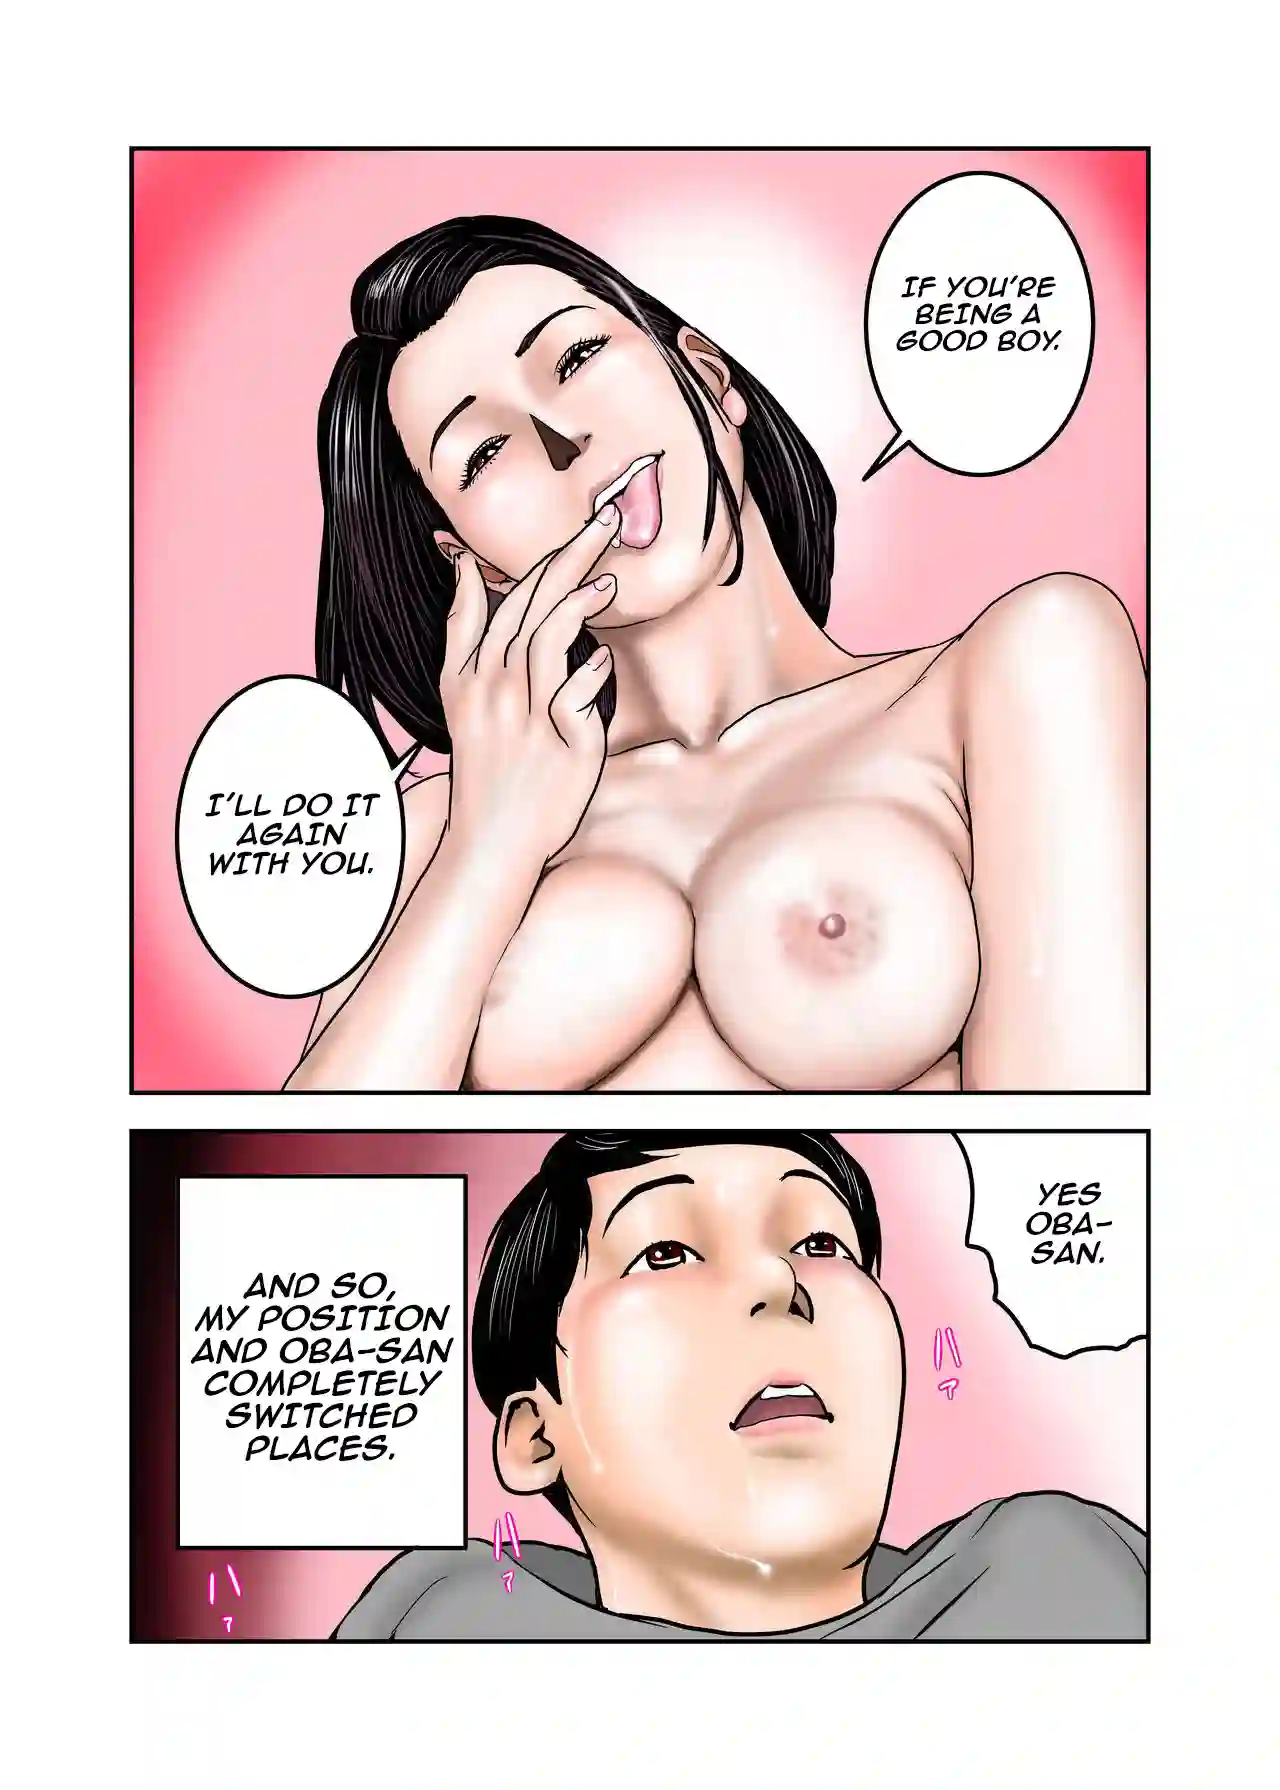 IF YOU'RE
BEING A
GOOD BOY.
I'LL DO IT
AGAIN
WITH YOU.
YES
OBA-
SAN.
AND SO,
MY POSITION
AND OBA-SAN
COMPLETELY
SWITCHED
PLACES.
ハァ
ハァ
ハァ